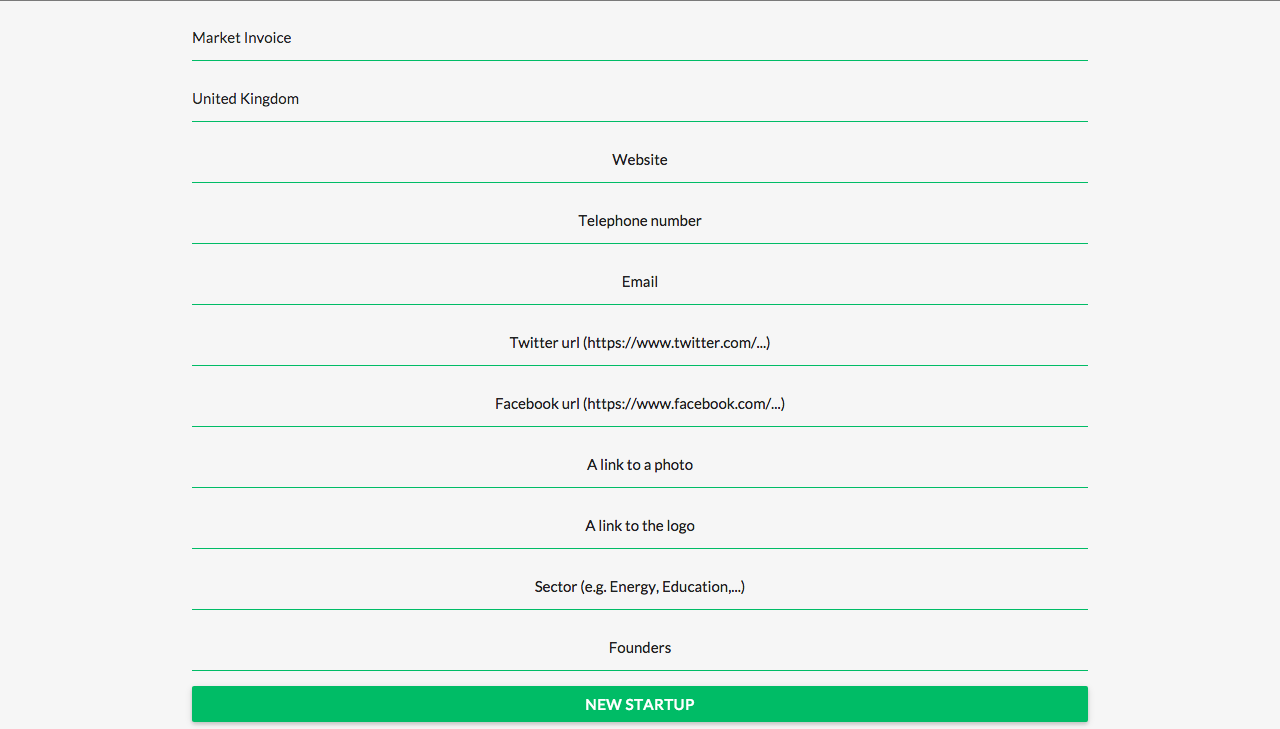 Market Invoice
United Kingdom
Website
Telephone number
Email
Twitter url (https://www.twitter.com/...)
Facebook url (https://www.facebook.com/...)
A link to a photo
A link to the logo
Sector (e.g. Energy, Education,...)
Founders
NEW STARTUP